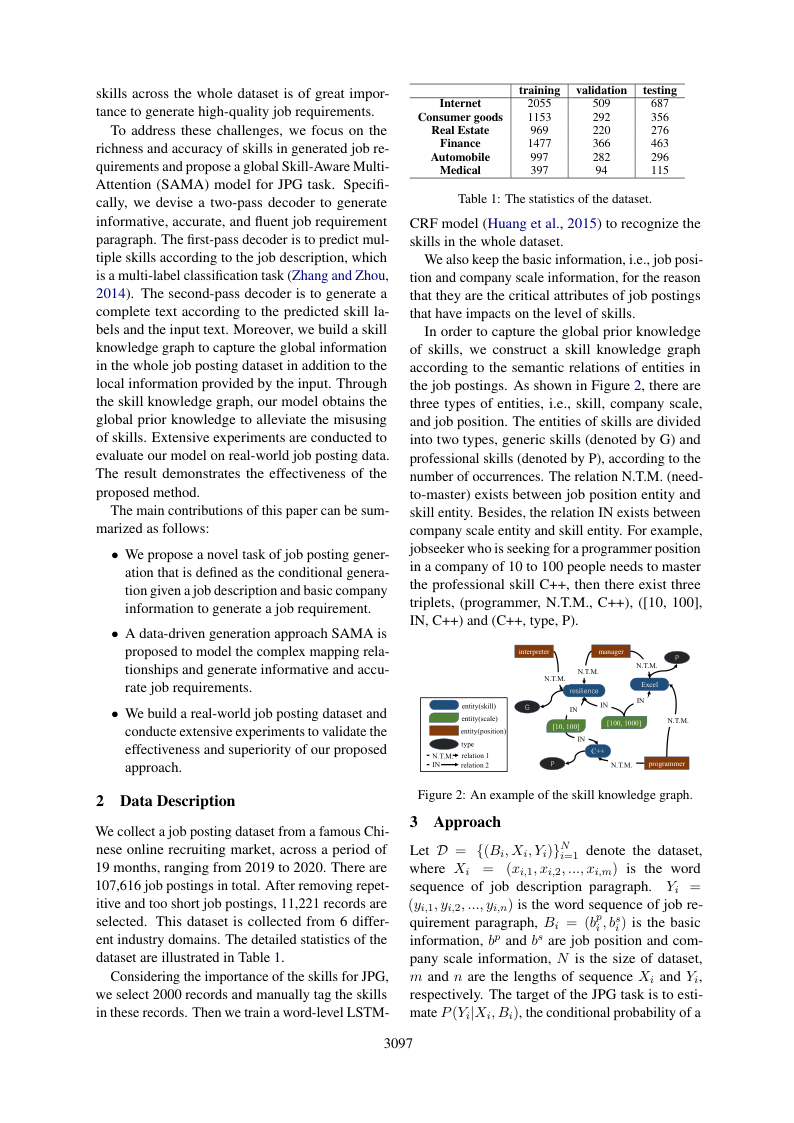 skills across the whole dataset is of great impor-
tance to generate high-quality job requirements.
To address these challenges, we focus on the
richness and accuracy of skills in generated job re-
quirements and propose a global Skill-Aware Multi-
Attention (SAMA) model for JPG task. Specifi-
cally, we devise a two-pass decoder to generate
informative, accurate, and fluent job requirement
paragraph. The first-pass decoder is to predict mul-
tiple skills according to the job description, which
is a multi-label classification task (Zhang and Zhou,
2014). The second-pass decoder is to generate a
complete text according to the predicted skill la-
bels and the input text. Moreover, we build a skill
knowledge graph to capture the global information
in the whole job posting dataset in addition to the
local information provided by the input. Through
the skill knowledge graph, our model obtains the
global prior knowledge to alleviate the misusing
of skills. Extensive experiments are conducted to
evaluate our model on real-world job posting data.
The result demonstrates the effectiveness of the
proposed method.
The main contributions of this paper can be sum-
marized as follows:
• We propose a novel task of job posting gener-
ation that is defined as the conditional genera-
tion given a job description and basic company
information to generate a job requirement.
• A data-driven generation approach SAMA is
proposed to model the complex mapping rela-
tionships and generate informative and accu-
rate job requirements.
• We build a real-world job posting dataset and
conducte extensive experiments to validate the
effectiveness and superiority of our proposed
approach.
2 Data Description
We collect a job posting dataset from a famous Chi-
nese online recruiting market, across a period of
19 months, ranging from 2019 to 2020. There are
107,616 job postings in total. After removing repet-
itive and too short job postings, 11,221 records are
selected. This dataset is collected from 6 differ-
ent industry domains. The detailed statistics of the
dataset are illustrated in Table 1.
Considering the importance of the skills for JPG,
we select 2000 records and manually tag the skills
in these records. Then we train a word-level LSTM-
training validation testing
Internet 2055 509 687
Consumer goods 1153 292 356
Real Estate 969 220 276
Finance 1477 366 463
Automobile 997 282 296
Medical 397 94 115
Table 1: The statistics of the dataset.
CRF model (Huang et al., 2015) to recognize the
skills in the whole dataset.
We also keep the basic information, i.e., job posi-
tion and company scale information, for the reason
that they are the critical attributes of job postings
that have impacts on the level of skills.
In order to capture the global prior knowledge
of skills, we construct a skill knowledge graph
according to the semantic relations of entities in
the job postings. As shown in Figure 2, there are
three types of entities, i.e., skill, company scale,
and job position. The entities of skills are divided
into two types, generic skills (denoted by G) and
professional skills (denoted by P), according to the
number of occurrences. The relation N.T.M. (need-
to-master) exists between job position entity and
skill entity. Besides, the relation IN exists between
company scale entity and skill entity. For example,
jobseeker who is seeking for a programmer position
in a company of 10 to 100 people needs to master
the professional skill C++, then there exist three
triplets, (programmer, N.T.M., C++), ([10, 100],
IN, C++) and (C++, type, P).
interpreter manager P
N.T.M. N.T.M. N.T.M.
resilience Excel
G IN IN IN
[10, 100] [100, 1000] N.T.M.
IN
C++
P N.T.M. programmer
entity(skill)
entity(scale)
entity(position)
type
N.T.M. relation 1
IN relation 2
Figure 2: An example of the skill knowledge graph.
3 Approach
Let D = {(B_i, X_i, Y_i)}_{i=1}^N denote the dataset,
where X_i = (x_{i,1}, x_{i,2}, ..., x_{i,m}) is the word
sequence of job description paragraph. Y_i =
(y_{i,1}, y_{i,2}, ..., y_{i,n}) is the word sequence of job re-
quirement paragraph, B_i = (b_i^p, b_i^s) is the basic
information, b^p and b^s are job position and com-
pany scale information, N is the size of dataset,
m and n are the lengths of sequence X_i and Y_i,
respectively. The target of the JPG task is to esti-
mate P(Y_i|X_i, B_i), the conditional probability of a
3097